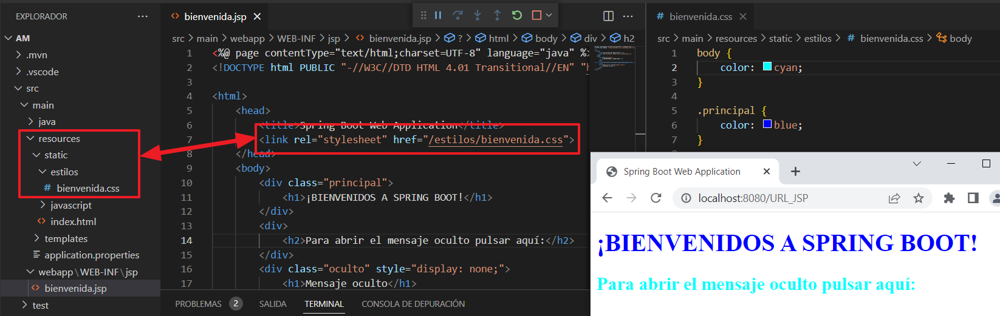 EXPLORADOR
AM
.mvn
.vscode
src
main
java
resources
static
estilos
# bienvenida.css
javascript
<> index.html
templates
application.properties
webapp\WEB-INF\jsp
<> bienvenida.jsp
test
<> bienvenida.jsp
src > main > webapp > WEB-INF > jsp > <> bienvenida.jsp > ? > html > body > div > h2
1 <%@ page contentType="text/html;charset=UTF-8" language="java" %>
2 <!DOCTYPE html PUBLIC "-//W3C//DTD HTML 4.01 Transitional//EN" "h
3
4 <html>
5 <head>
6 <title>Spring Boot Web Application</title>
7 <link rel="stylesheet" href="/estilos/bienvenida.css">
8 </head>
9 <body>
10 <div class="principal">
11 <h1>¡BIENVENIDOS A SPRING BOOT!</h1>
12 </div>
13 <div>
14 <h2>Para abrir el mensaje oculto pulsar aquí:</h2>
15 </div>
16 <div class="oculto" style="display: none;">
17 <h1>Mensaje oculto</h1>
PROBLEMAS 2 SALIDA TERMINAL CONSOLA DE DEPURACIÓN
# bienvenida.css
src > main > resources > static > estilos > # bienvenida.css > body
1 body {
2 color: cyan;
3 }
4
5 .principal {
6 color: blue;
7 }
Spring Boot Web Application
localhost:8080/URL_JSP
¡BIENVENIDOS A SPRING BOOT!
Para abrir el mensaje oculto pulsar aquí: